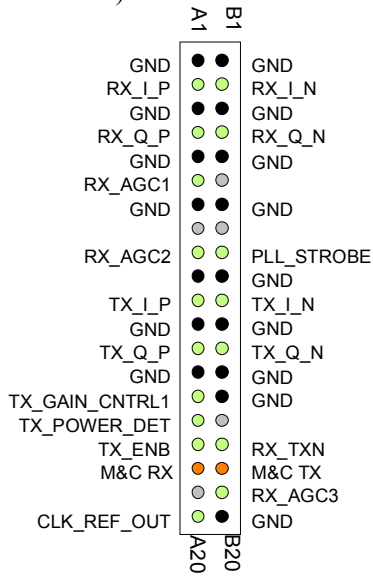 )
A1 B1
GND GND
RX_I_P RX_I_N
GND GND
RX_Q_P RX_Q_N
GND GND
RX_AGC1
GND GND
RX_AGC2 PLL_STROBE
GND
TX_I_P TX_I_N
GND GND
TX_Q_P TX_Q_N
GND GND
TX_GAIN_CNTRL1 GND
TX_POWER_DET
TX_ENB RX_TXN
M&C RX M&C TX
RX_AGC3
CLK_REF_OUT GND
A20 B20